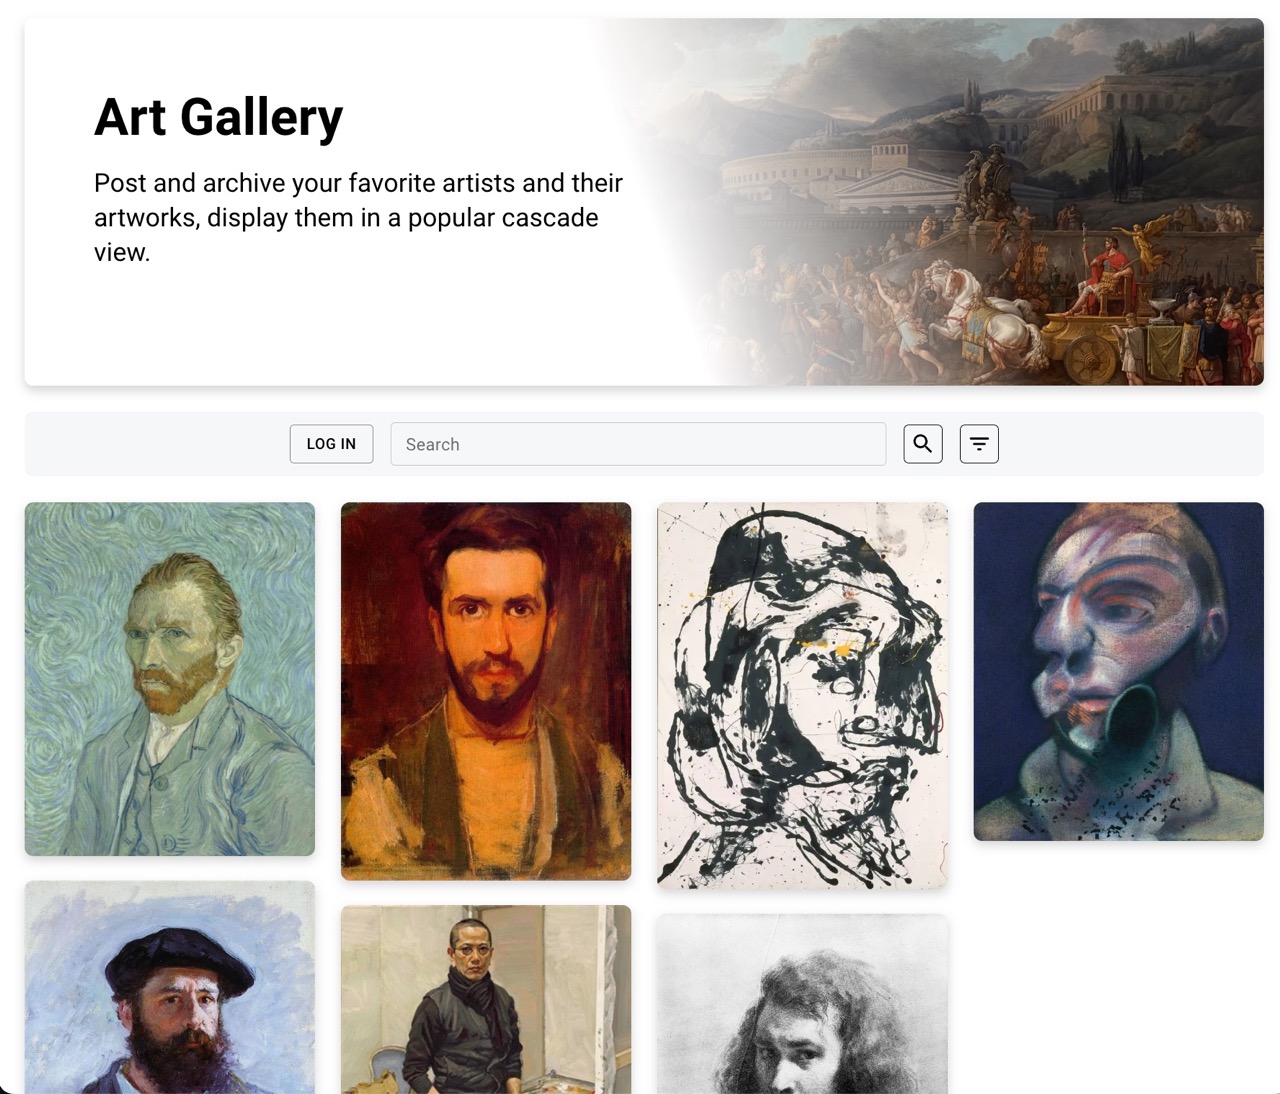 Art Gallery
Post and archive your favorite artists and their
artworks, display them in a popular cascade
view.
LOG IN
Search